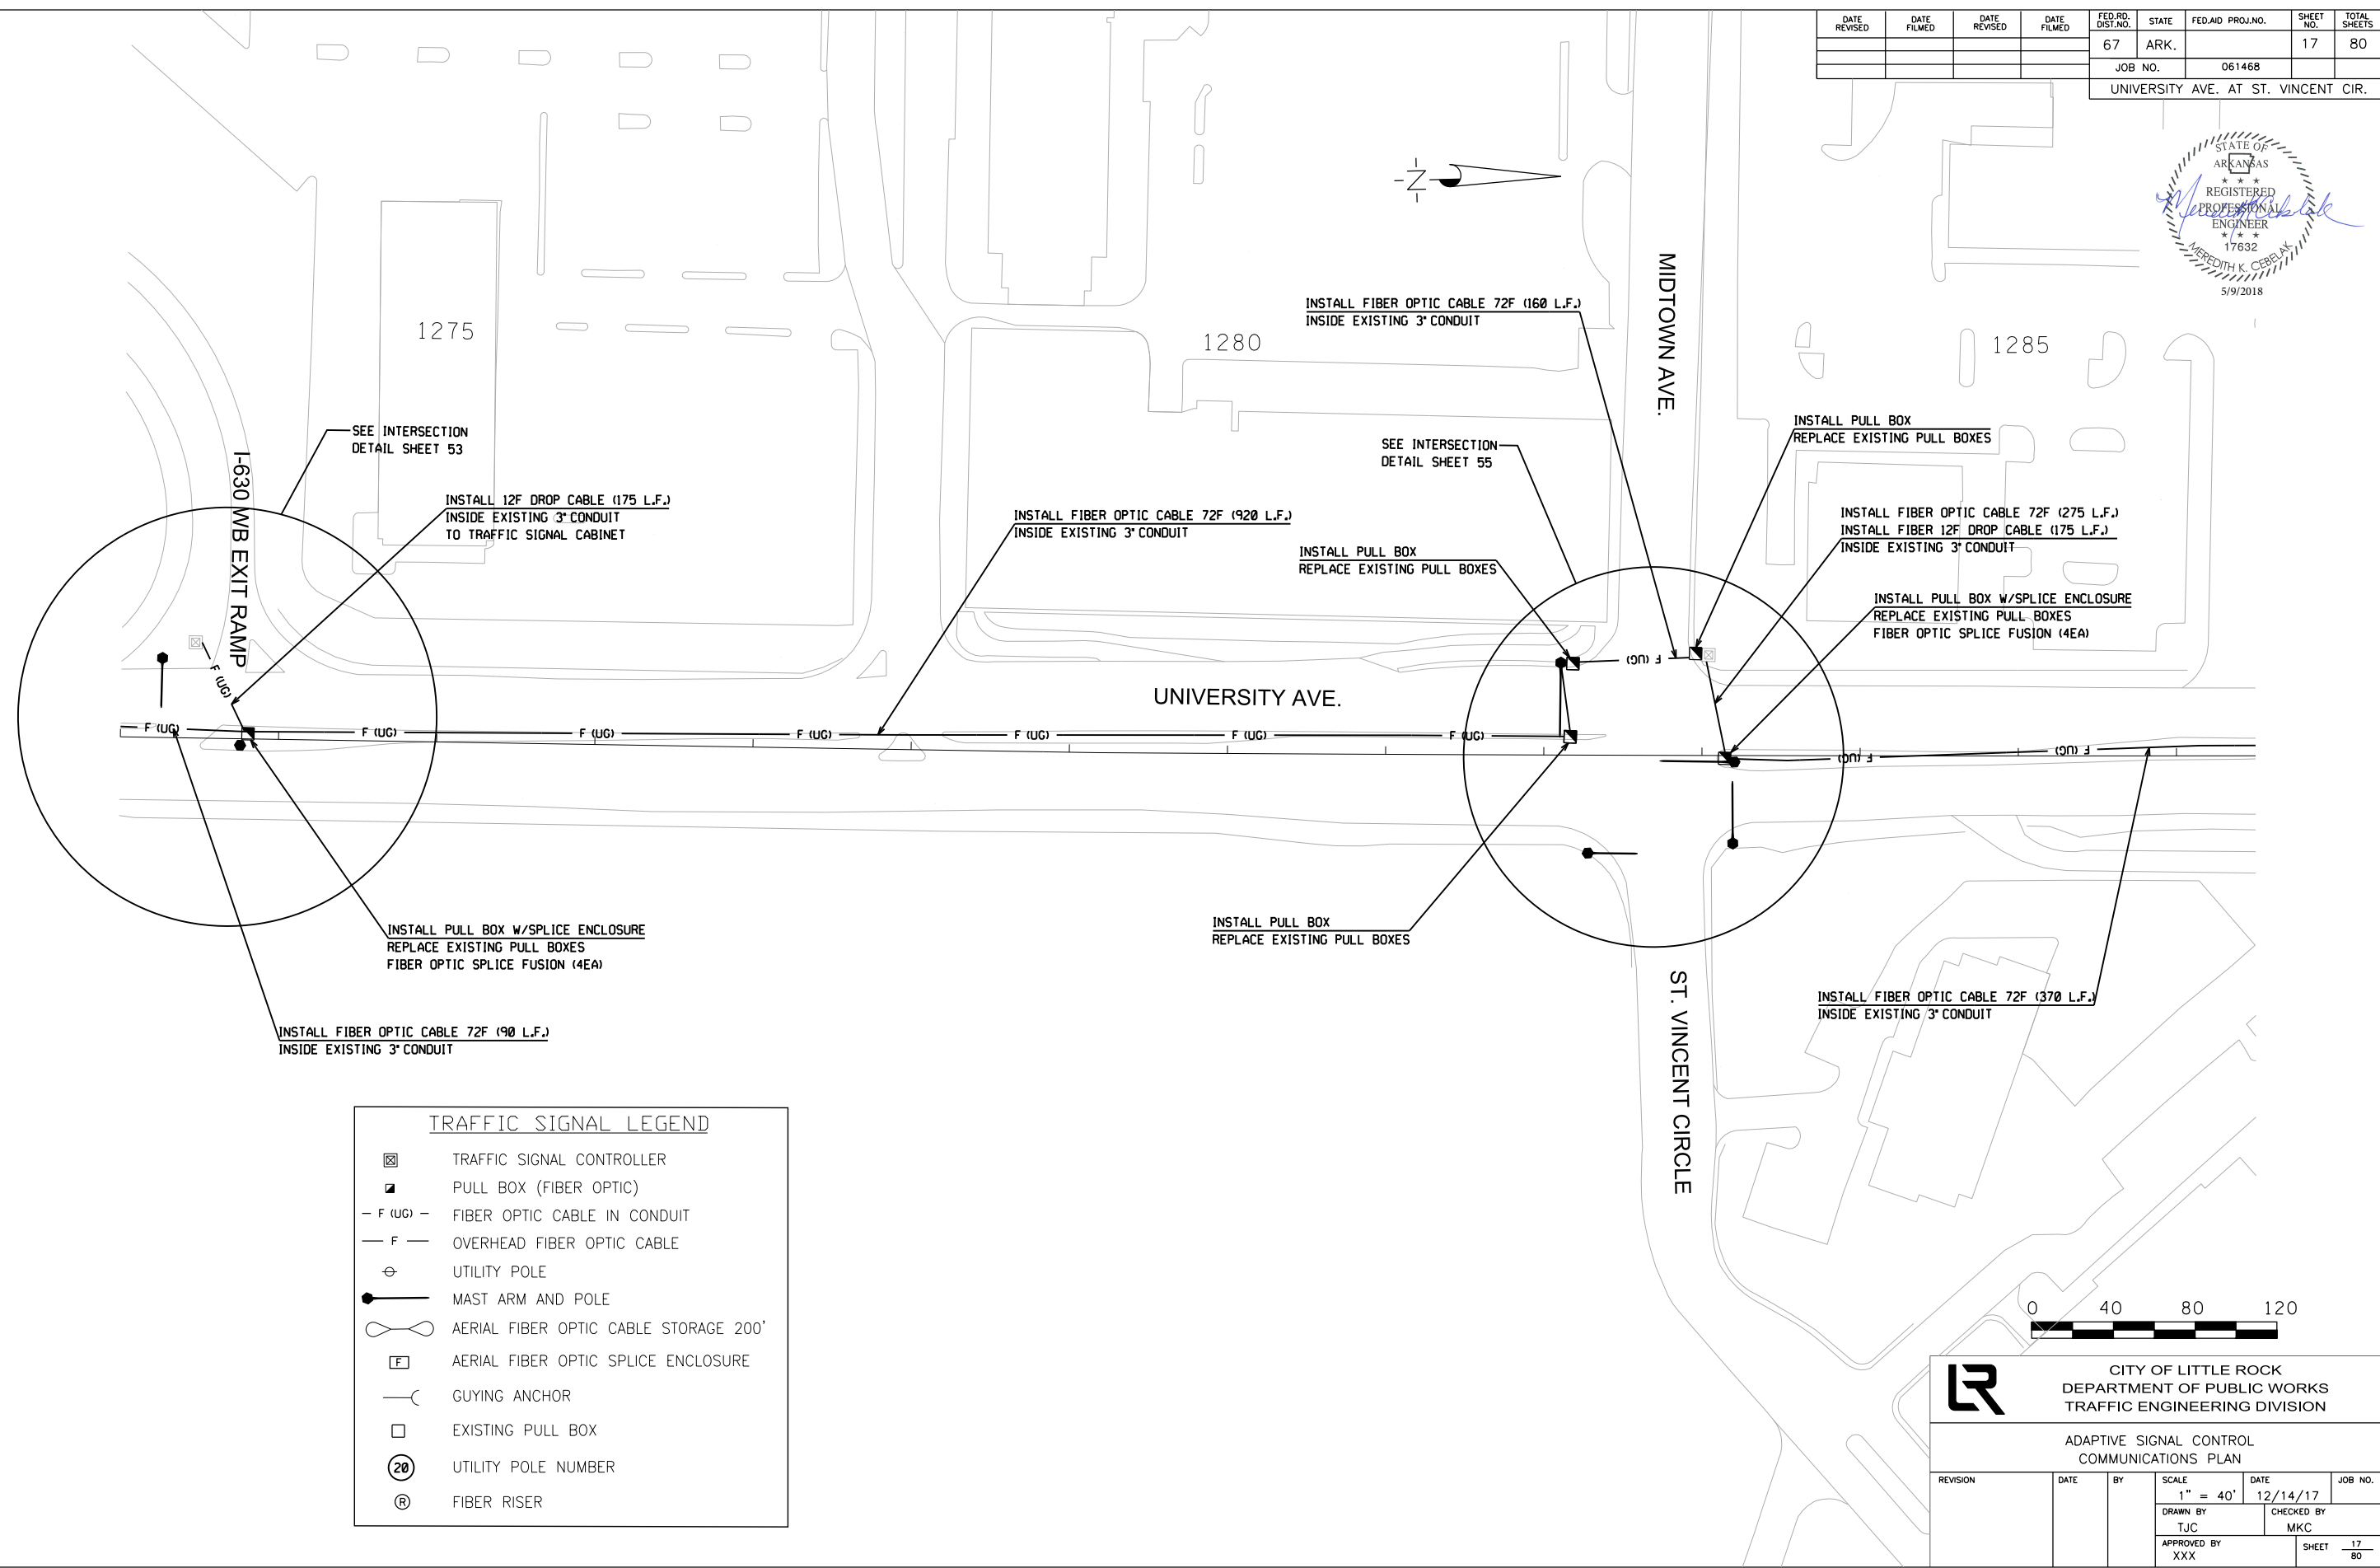 DATE REVISED
DATE FILMED
DATE REVISED
DATE FILMED
FED.RD. DIST.NO.
STATE
FED.AID PROJ.NO.
SHEET NO.
TOTAL SHEETS
67
ARK.
17
80
JOB NO.
061468
UNIVERSITY AVE. AT ST. VINCENT CIR.
STATE OF
ARKANSAS
★ ★ ★
REGISTERED
PROFESSIONAL
ENGINEER
★ ★ ★
17632
MEREDITH K. CEBELAK
5/9/2018
N
1275
1280
1285
MIDTOWN AVE.
INSTALL FIBER OPTIC CABLE 72F (160 L.F.)
INSIDE EXISTING 3" CONDUIT
SEE INTERSECTION
DETAIL SHEET 53
I-630 WB EXIT RAMP
INSTALL 12F DROP CABLE (175 L.F.)
INSIDE EXISTING 3" CONDUIT
TO TRAFFIC SIGNAL CABINET
INSTALL FIBER OPTIC CABLE 72F (920 L.F.)
INSIDE EXISTING 3" CONDUIT
SEE INTERSECTION
DETAIL SHEET 55
INSTALL PULL BOX
REPLACE EXISTING PULL BOXES
INSTALL PULL BOX
REPLACE EXISTING PULL BOXES
INSTALL FIBER OPTIC CABLE 72F (275 L.F.)
INSTALL FIBER 12F DROP CABLE (175 L.F.)
INSIDE EXISTING 3" CONDUIT
INSTALL PULL BOX W/SPLICE ENCLOSURE
REPLACE EXISTING PULL BOXES
FIBER OPTIC SPLICE FUSION (4EA)
F (UG)
F (UG)
UNIVERSITY AVE.
F (UG)
F (UG)
F (UG)
F (UG)
F (UG)
F (UG)
F (UG)
F (UG)
F (UG)
INSTALL PULL BOX W/SPLICE ENCLOSURE
REPLACE EXISTING PULL BOXES
FIBER OPTIC SPLICE FUSION (4EA)
INSTALL PULL BOX
REPLACE EXISTING PULL BOXES
INSTALL FIBER OPTIC CABLE 72F (370 L.F.)
INSIDE EXISTING 3" CONDUIT
INSTALL FIBER OPTIC CABLE 72F (90 L.F.)
INSIDE EXISTING 3" CONDUIT
ST. VINCENT CIRCLE
TRAFFIC SIGNAL LEGEND
TRAFFIC SIGNAL CONTROLLER
PULL BOX (FIBER OPTIC)
F (UG) FIBER OPTIC CABLE IN CONDUIT
F OVERHEAD FIBER OPTIC CABLE
UTILITY POLE
MAST ARM AND POLE
AERIAL FIBER OPTIC CABLE STORAGE 200'
F AERIAL FIBER OPTIC SPLICE ENCLOSURE
GUYING ANCHOR
EXISTING PULL BOX
20 UTILITY POLE NUMBER
R FIBER RISER
0 40 80 120
LR
CITY OF LITTLE ROCK
DEPARTMENT OF PUBLIC WORKS
TRAFFIC ENGINEERING DIVISION
ADAPTIVE SIGNAL CONTROL
COMMUNICATIONS PLAN
REVISION
DATE
BY
SCALE
1" = 40'
DATE
12/14/17
JOB NO.
DRAWN BY
TJC
CHECKED BY
MKC
APPROVED BY
XXX
SHEET 17
80